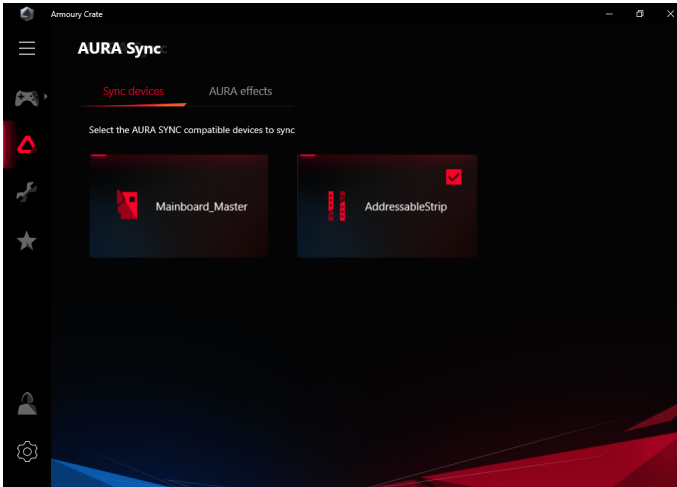 Armoury Crate
AURA Sync
Sync devices
AURA effects
Select the AURA SYNC compatible devices to sync
Mainboard_Master
AddressableStrip